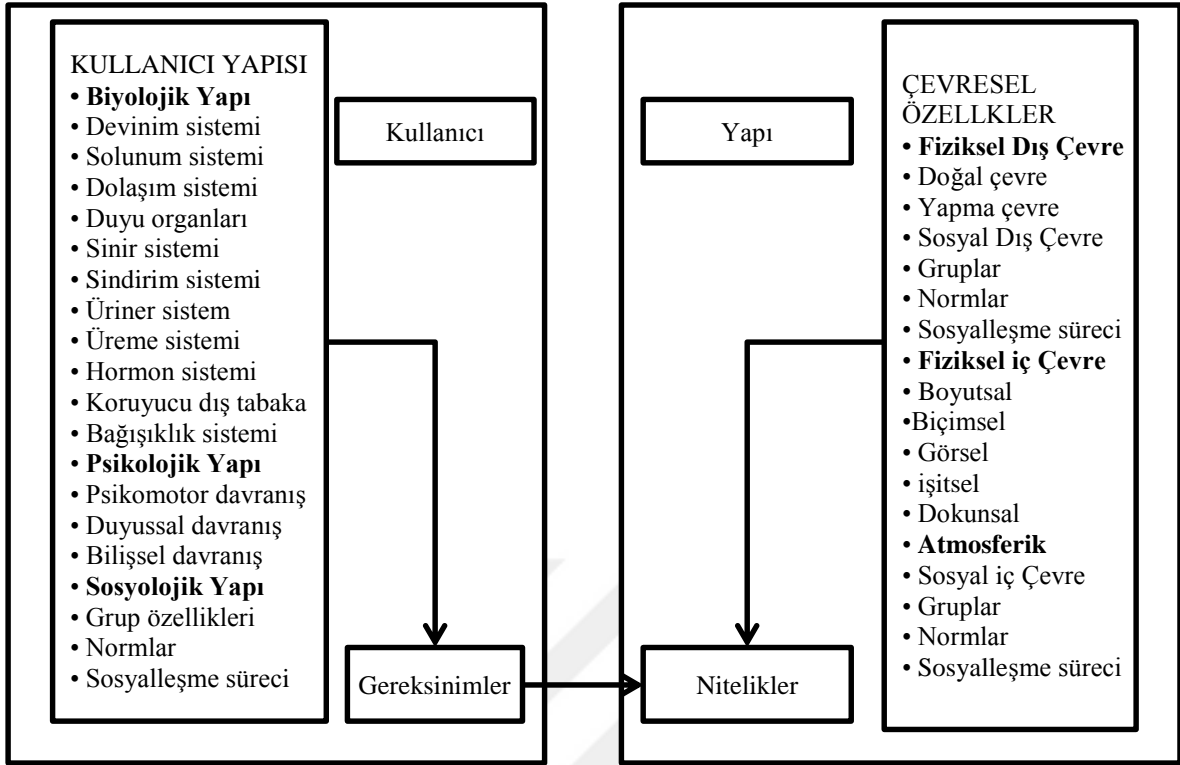 KULLANICI YAPISI
• Biyolojik Yapı
• Devinim sistemi
• Solunum sistemi
• Dolaşım sistemi
• Duyu organları
• Sinir sistemi
• Sindirim sistemi
• Üriner sistem
• Üreme sistemi
• Hormon sistemi
• Koruyucu dış tabaka
• Bağışıklık sistemi
• Psikolojik Yapı
• Psikomotor davranış
• Duyussal davranış
• Bilişsel davranış
• Sosyolojik Yapı
• Grup özellikleri
• Normlar
• Sosyalleşme süreci
Kullanıcı
Gereksinimler
Yapı
Nitelikler
ÇEVRESEL
ÖZELLKLER
• Fiziksel Dış Çevre
• Doğal çevre
• Yapma çevre
• Sosyal Dış Çevre
• Gruplar
• Normlar
• Sosyalleşme süreci
• Fiziksel iç Çevre
• Boyutsal
•Biçimsel
• Görsel
• işitsel
• Dokunsal
• Atmosferik
• Sosyal iç Çevre
• Gruplar
• Normlar
• Sosyalleşme süreci